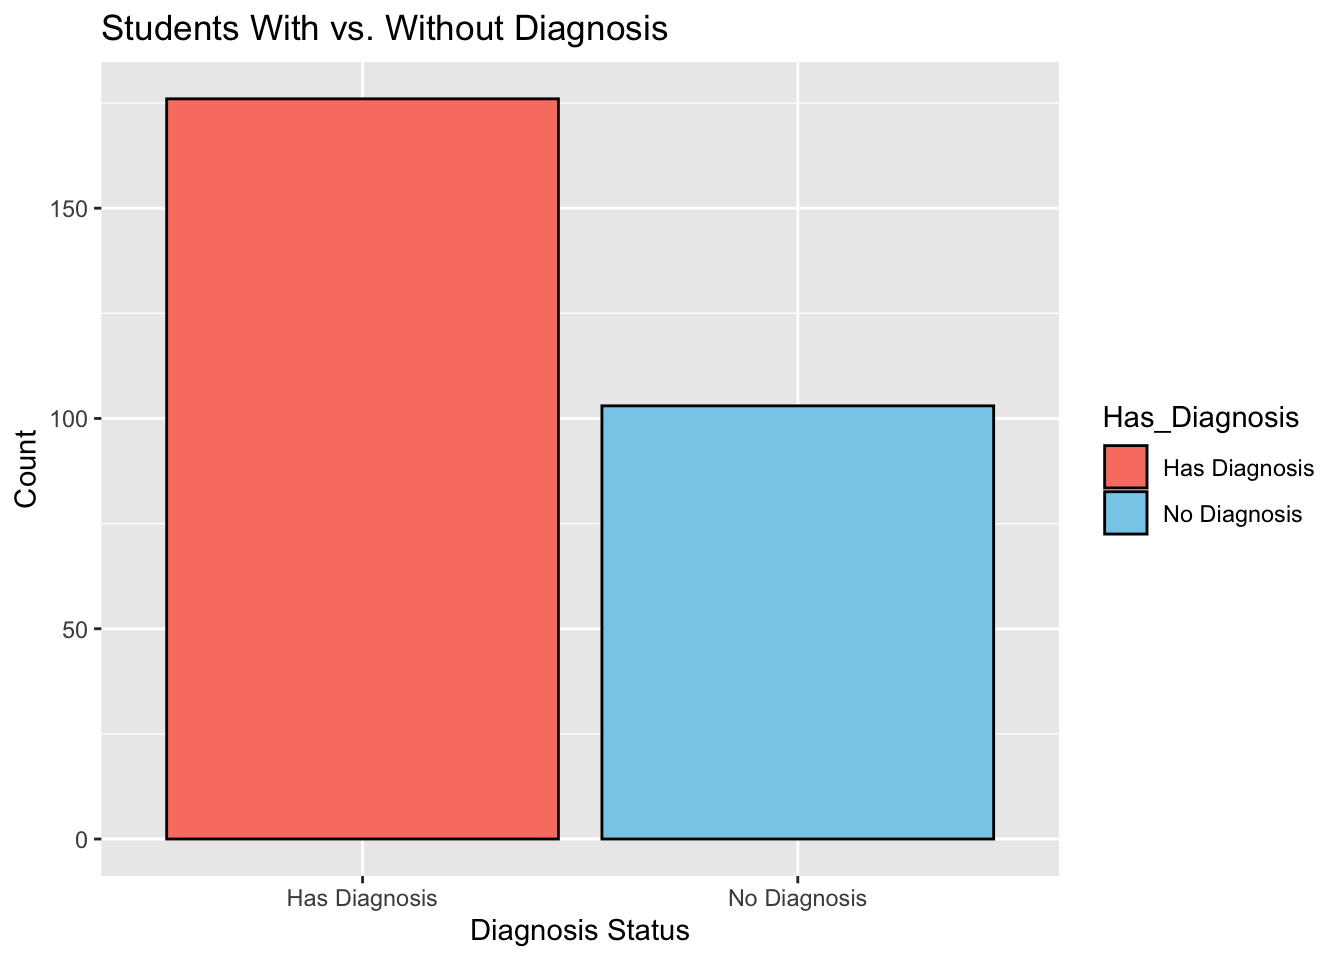 Students With vs. Without Diagnosis
Count
150
100
50
0
Has Diagnosis
No Diagnosis
Diagnosis Status
Has_Diagnosis
Has Diagnosis
No Diagnosis